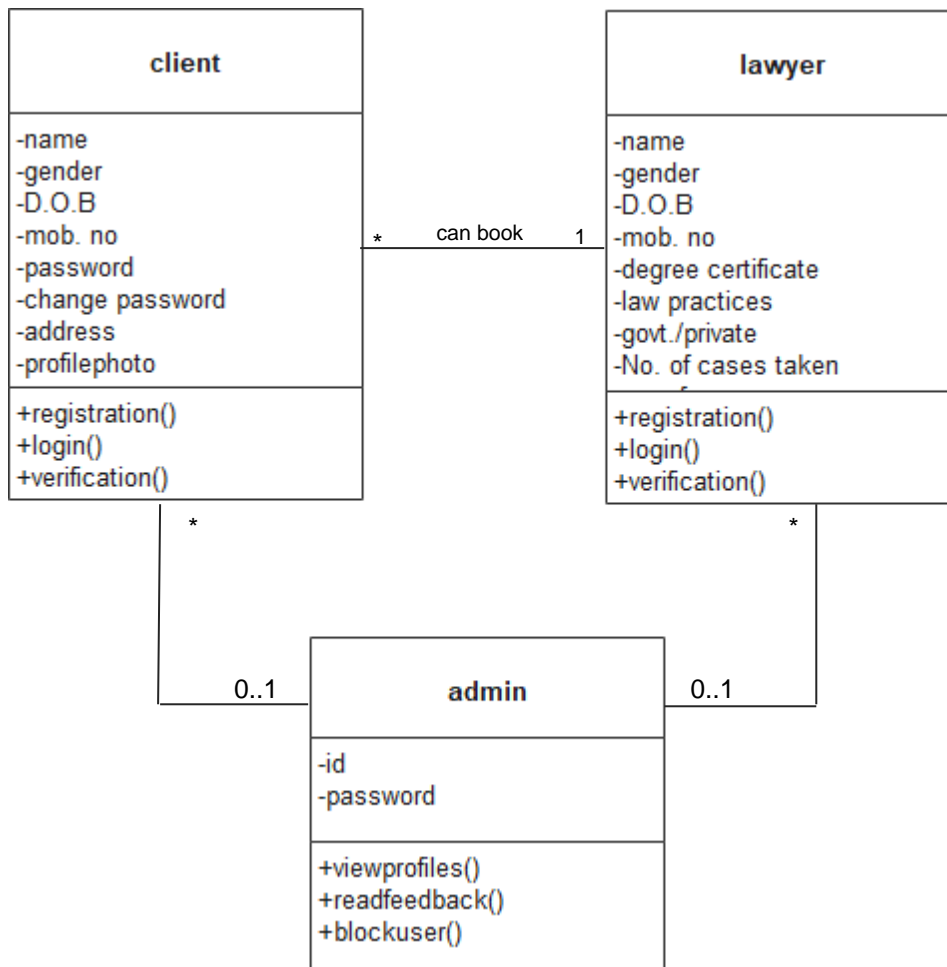 client
-name
-gender
-D.O.B
-mob. no
-password
-change password
-address
-profilephoto
+registration()
+login()
+verification()
* can book 1
lawyer
-name
-gender
-D.O.B
-mob. no
-degree certificate
-law practices
-govt./private
-No. of cases taken
+registration()
+login()
+verification()
*
*
0..1
0..1
admin
-id
-password
+viewprofiles()
+readfeedback()
+blockuser()